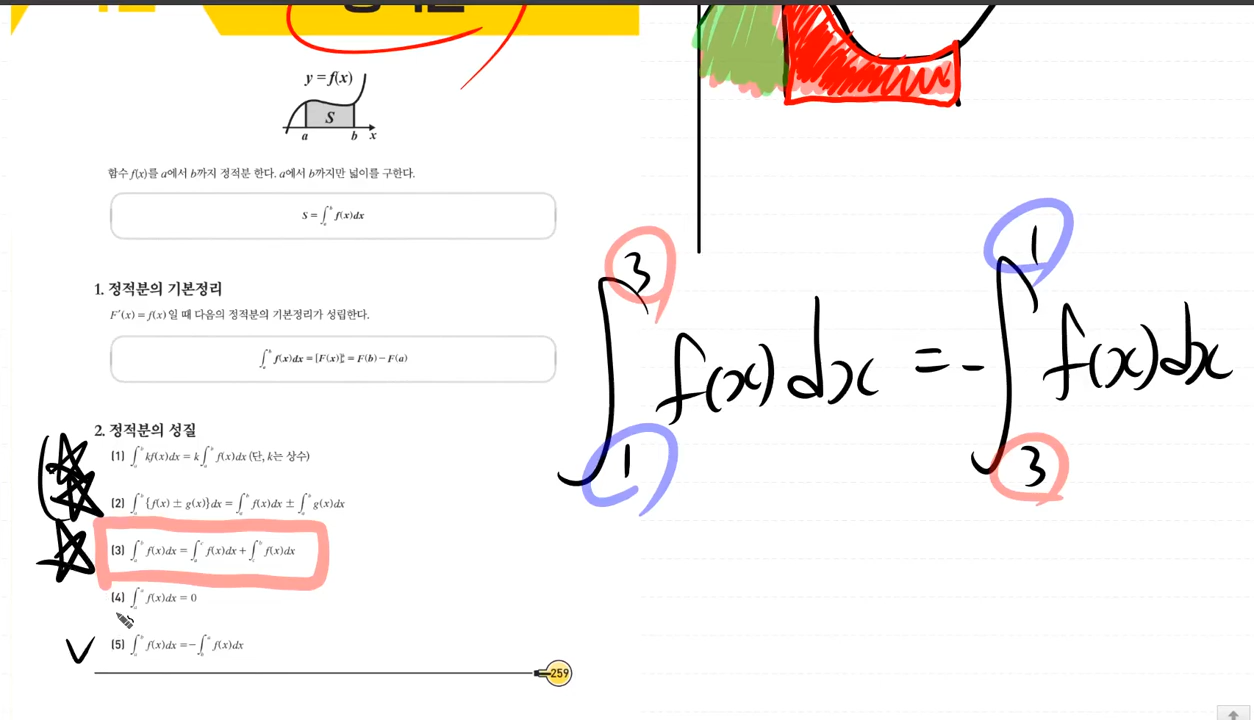 y = f(x)
S
a b x
함수 f(x)를 a에서 b까지 정적분 한다. a에서 b까지만 넓이를 구한다.
S = ∫_a^b f(x)dx
1. 정적분의 기본정리
F′(x) = f(x)일 때 다음의 정적분의 기본정리가 성립한다.
∫_a^b f(x)dx = [F(x)]_a^b = F(b) − F(a)
2. 정적분의 성질
(1) ∫_a^b kf(x)dx = k∫_a^b f(x)dx (단, k는 상수)
(2) ∫_a^b {f(x) ± g(x)}dx = ∫_a^b f(x)dx ± ∫_a^b g(x)dx
(3) ∫_a^b f(x)dx = ∫_a^c f(x)dx + ∫_c^b f(x)dx
(4) ∫_a^a f(x)dx = 0
(5) ∫_a^b f(x)dx = −∫_b^a f(x)dx
259
∫_1^3 f(x)dx = -∫_3^1 f(x)dx